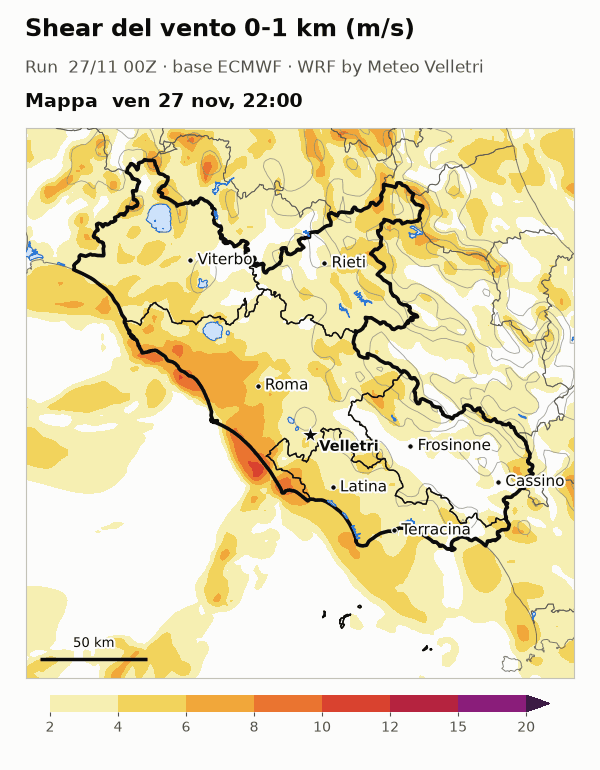 Shear del vento 0-1 km (m/s)
Run  27/11 00Z · base ECMWF · WRF by Meteo Velletri
Mappa  ven 27 nov, 22:00
Viterbo
Rieti
Roma
Velletri
Frosinone
Cassino
Latina
Terracina
50 km
2 4 6 8 10 12 15 20